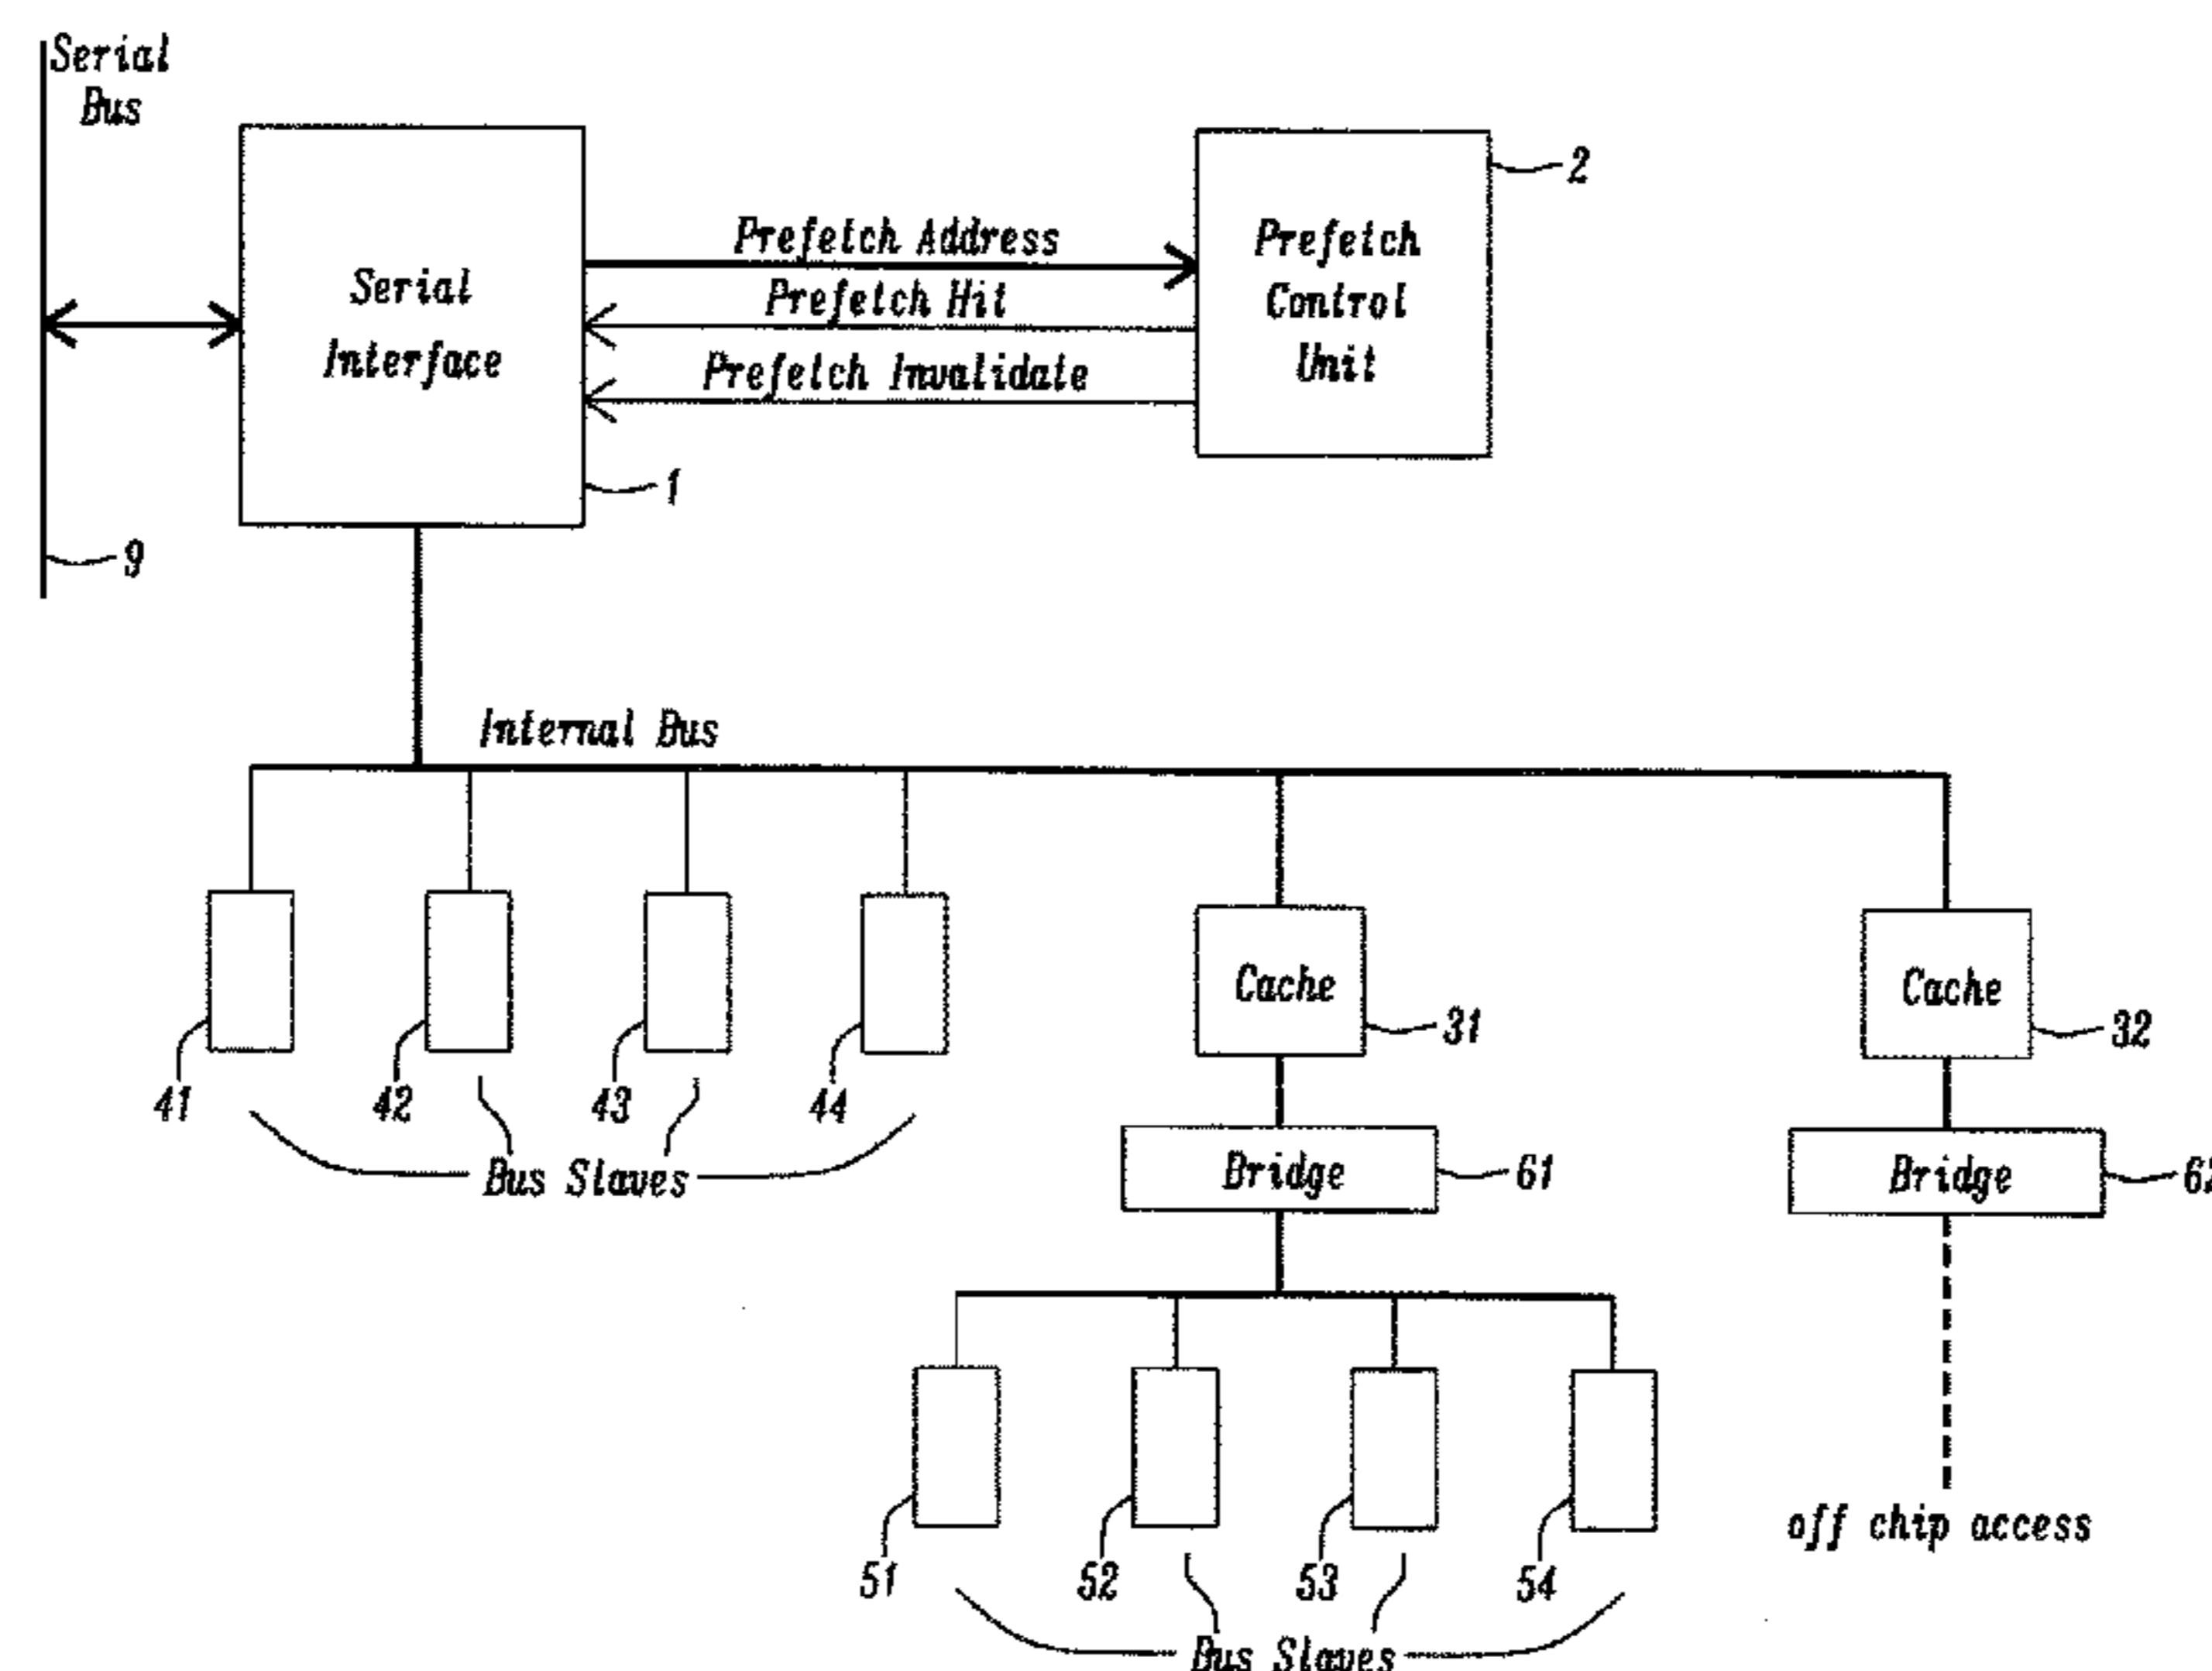 Serial
Bus
2
Prefetch Address
Prefetch
Serial
Prefetch Hit
Control
Interface
Prefetch Invalidate
Unit
1
9
Internal Bus
Cache
Cache
31
32
41
42
43
44
Bus Slaves
Bridge
61
Bridge
62
off chip access
51
52
53
54
Bus Slaves